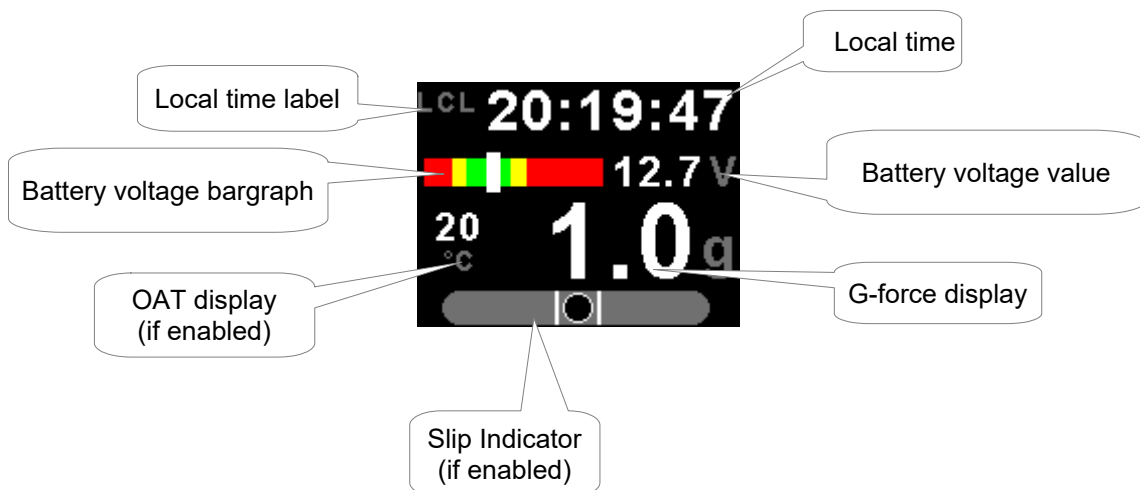 Local time
Local time label
LCL 20:19:47
Battery voltage bargraph
12.7 V
Battery voltage value
20
°C
1.0 g
OAT display
(if enabled)
G-force display
Slip Indicator
(if enabled)